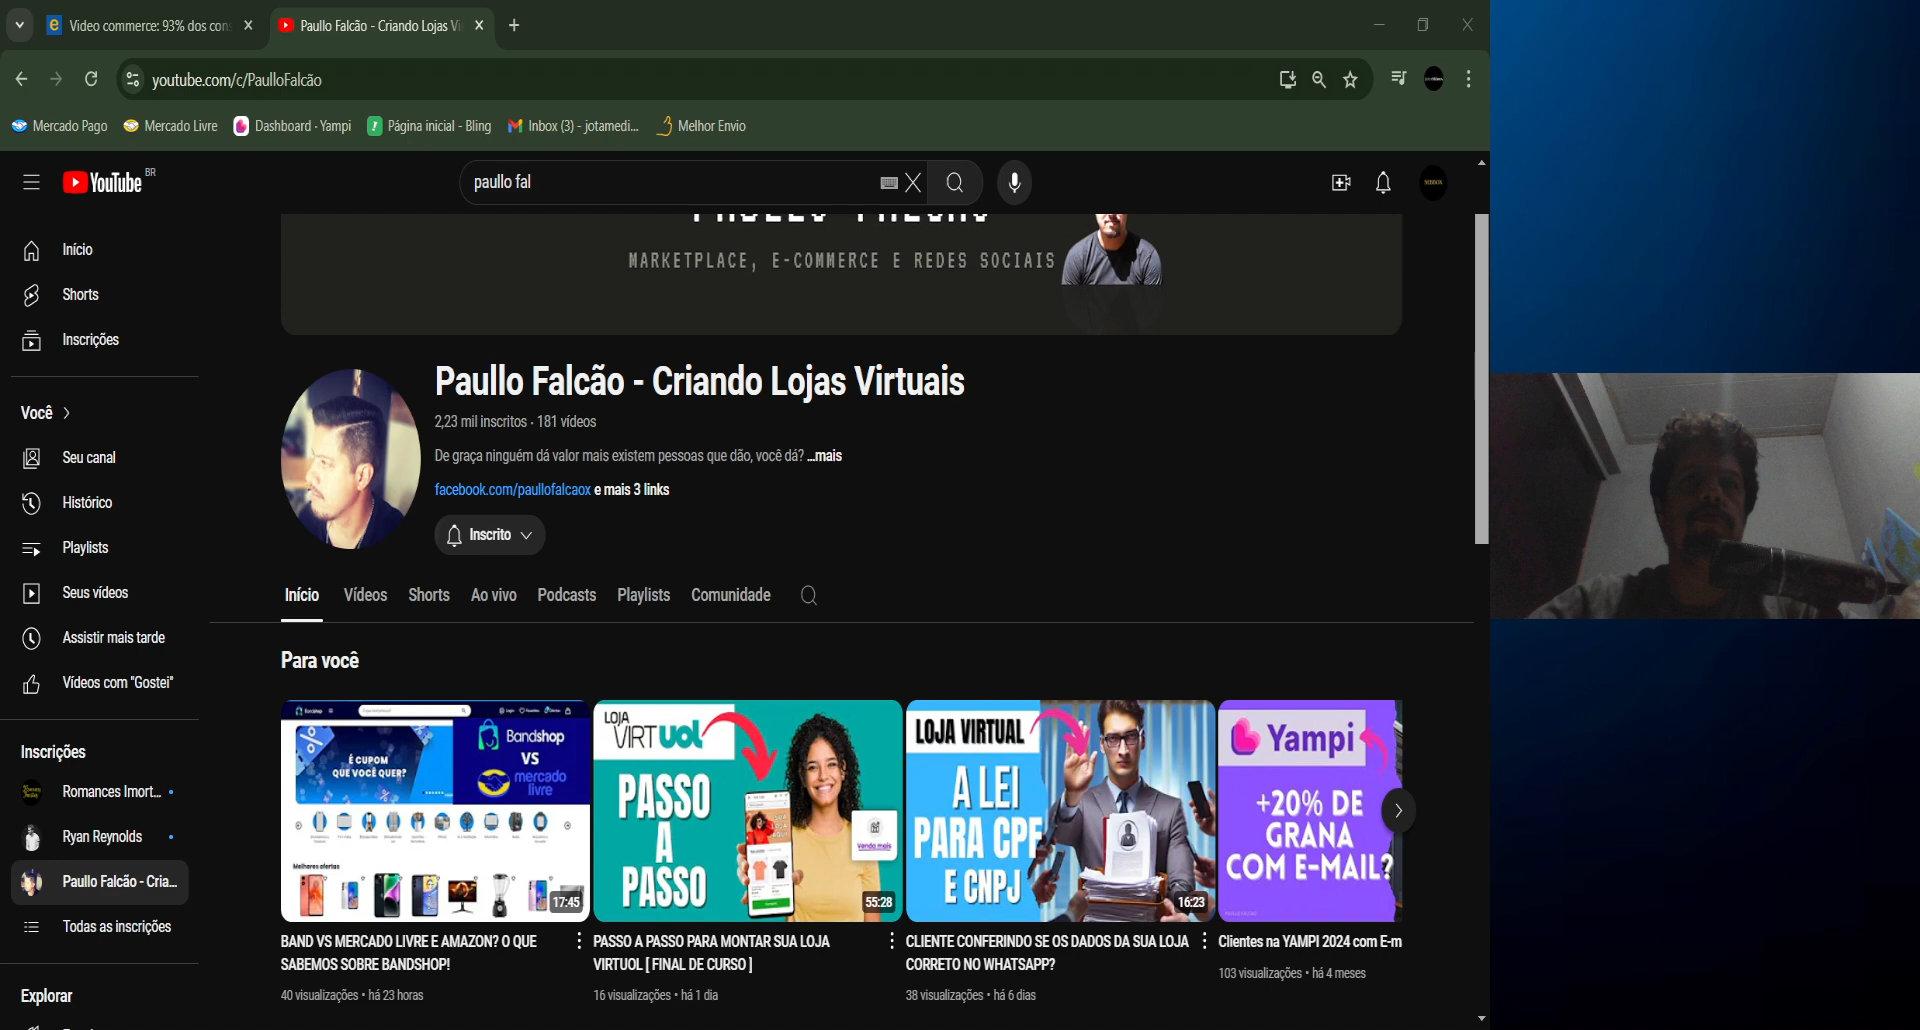 Video commerce: 93% dos con
Paullo Falcão - Criando Lojas Vi
youtube.com/c/PaulloFalcão
Mercado Pago
Mercado Livre
Dashboard · Yampi
Página inicial - Bling
Inbox (3) - jotamedi...
Melhor Envio
YouTube BR
paullo fal
MARKETPLACE, E-COMMERCE E REDES SOCIAIS
Início
Shorts
Inscrições
Você
Seu canal
Histórico
Playlists
Seus vídeos
Assistir mais tarde
Vídeos com "Gostei"
Inscrições
Romances Imort...
Ryan Reynolds
Paullo Falcão - Cria...
Todas as inscrições
Explorar
Paullo Falcão - Criando Lojas Virtuais
2,23 mil inscritos · 181 vídeos
De graça ninguém dá valor mais existem pessoas que dão, você dá? ...mais
facebook.com/paullofalcaox e mais 3 links
Inscrito
Início
Vídeos
Shorts
Ao vivo
Podcasts
Playlists
Comunidade
Para você
Bandshop
É CUPOM
QUE VOCÊ QUER?
Bandshop
VS
mercado
livre
Melhores ofertas
17:45
BAND VS MERCADO LIVRE E AMAZON? O QUE
SABEMOS SOBRE BANDSHOP!
40 visualizações · há 23 horas
LOJA
VIRTUOL
PASSO
A
PASSO
Venda mais
55:28
PASSO A PASSO PARA MONTAR SUA LOJA
VIRTUOL [ FINAL DE CURSO ]
16 visualizações · há 1 dia
LOJA VIRTUAL
A LEI
PARA CPF
E CNPJ
16:23
CLIENTE CONFERINDO SE OS DADOS DA SUA LOJA
CORRETO NO WHATSAPP?
38 visualizações · há 6 dias
Yampi
+20% DE
GRANA
COM E-MAIL?
Clientes na YAMPI 2024 com E-m
103 visualizações · há 4 meses